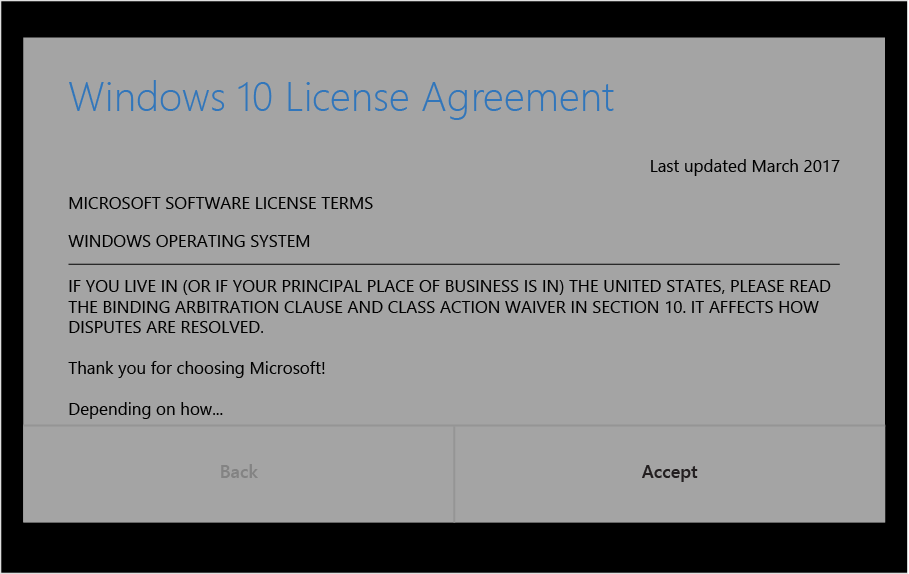 Windows 10 License Agreement
Last updated March 2017
MICROSOFT SOFTWARE LICENSE TERMS
WINDOWS OPERATING SYSTEM
IF YOU LIVE IN (OR IF YOUR PRINCIPAL PLACE OF BUSINESS IS IN) THE UNITED STATES, PLEASE READ
THE BINDING ARBITRATION CLAUSE AND CLASS ACTION WAIVER IN SECTION 10. IT AFFECTS HOW
DISPUTES ARE RESOLVED.
Thank you for choosing Microsoft!
Depending on how...
Back
Accept